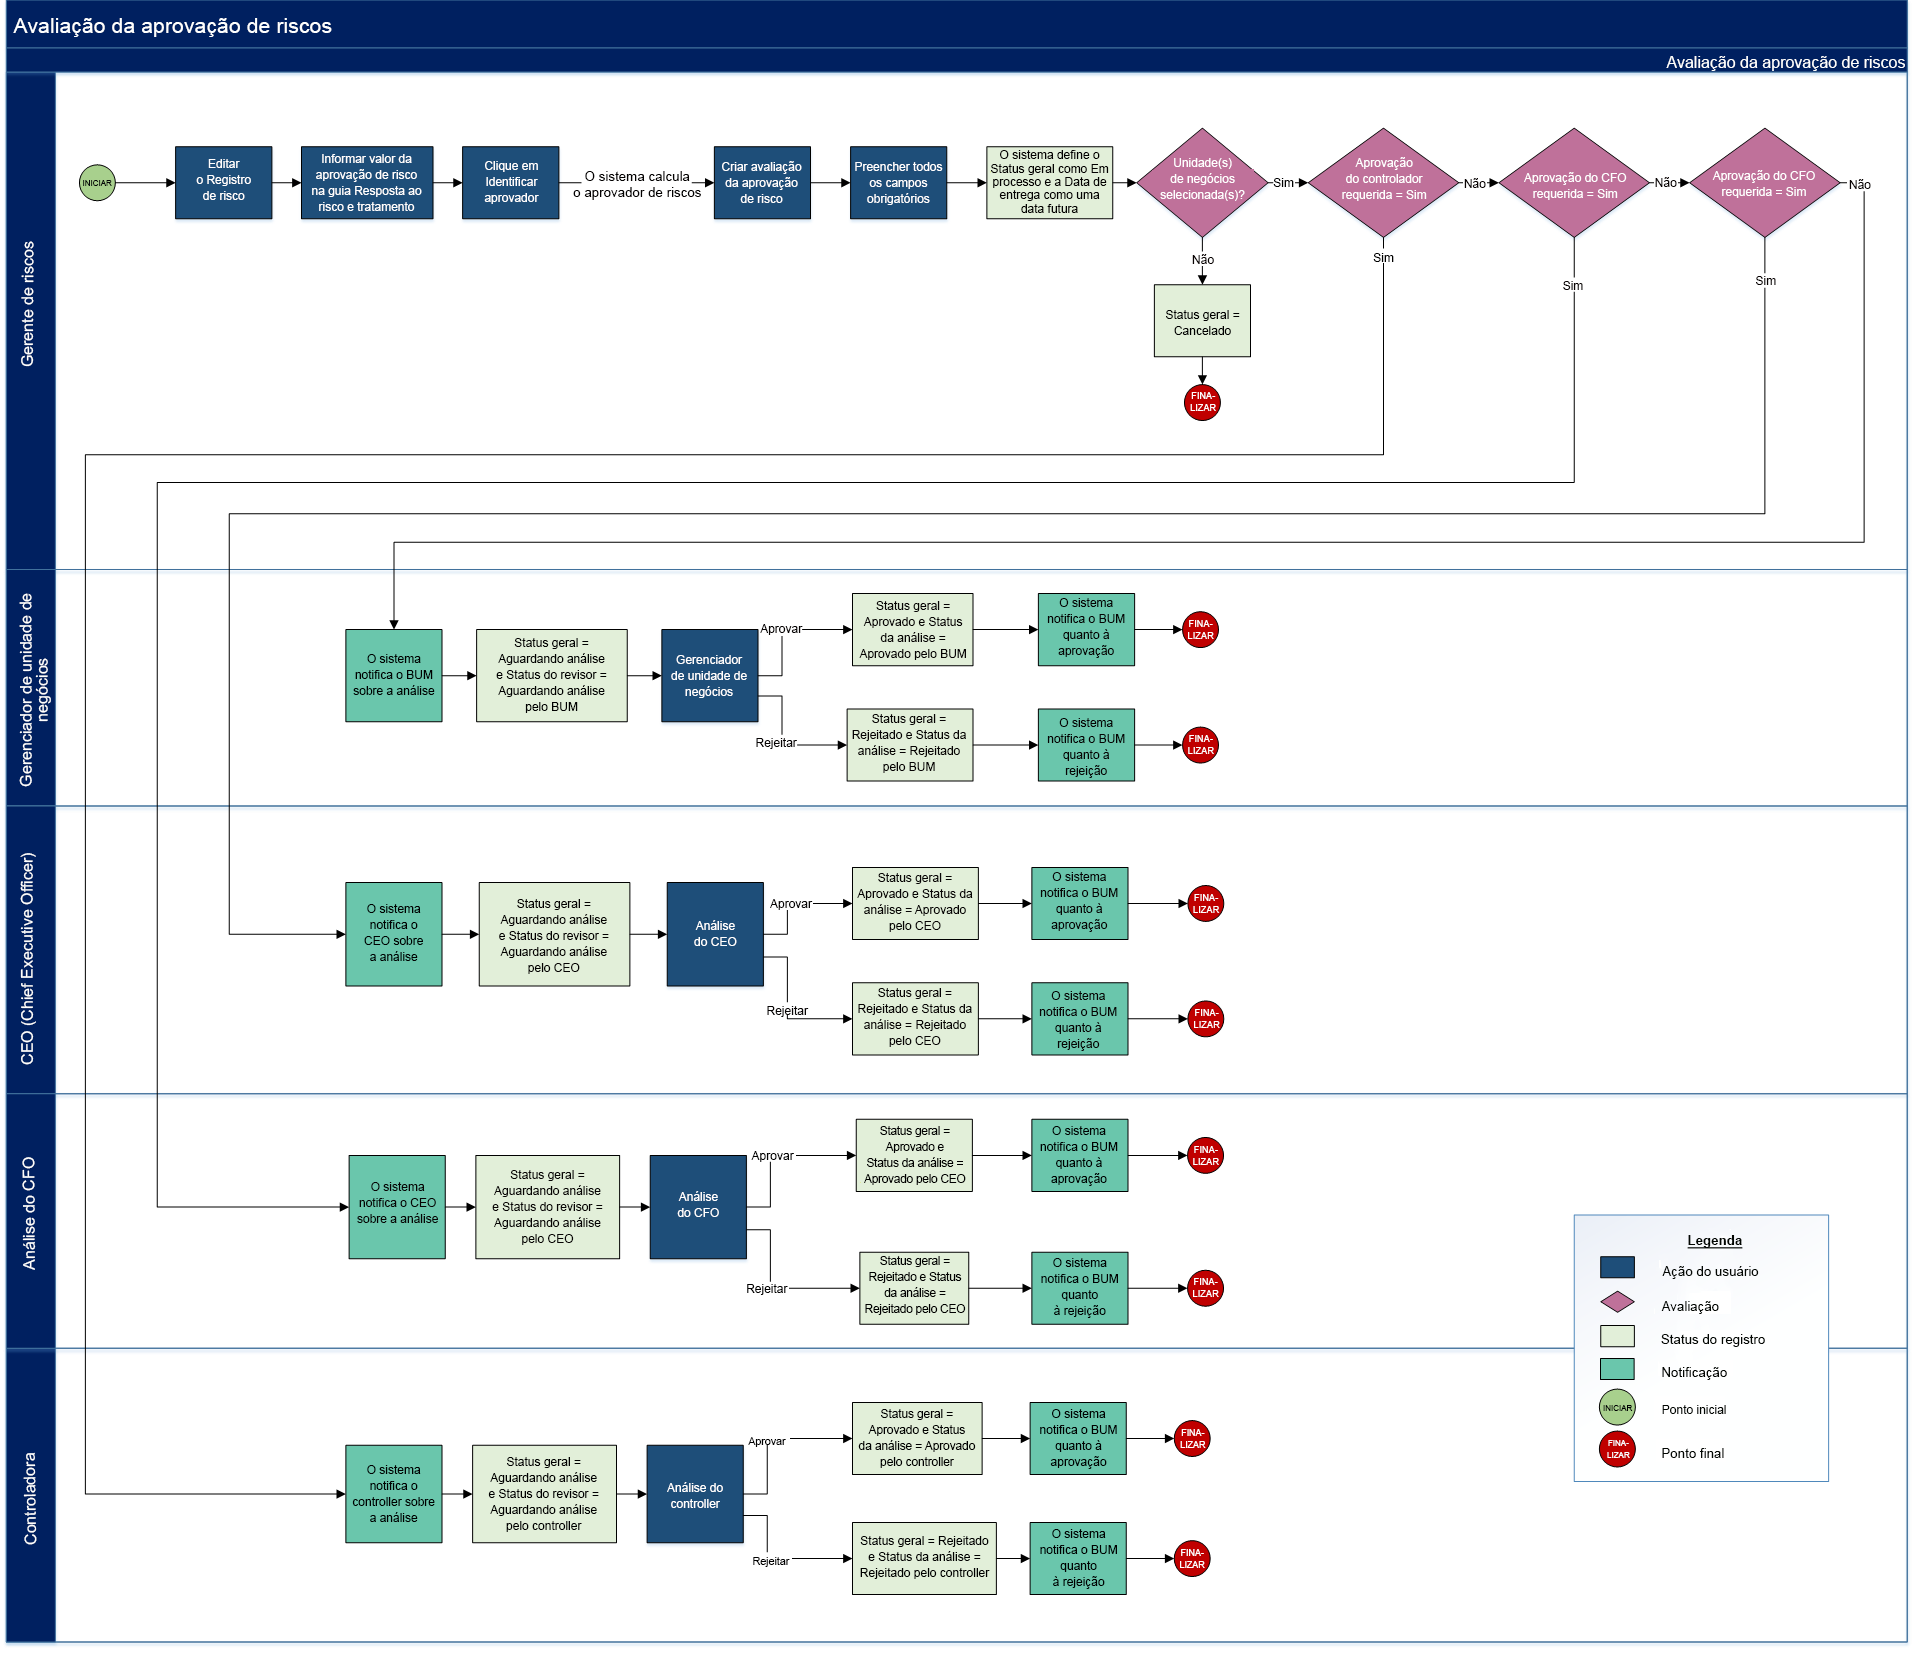 Avaliação da aprovação de riscos
Avaliação da aprovação de riscos
Gerente de riscos
INICIAR
Editar
o Registro
de risco
Informar valor da
aprovação de risco
na guia Resposta ao
risco e tratamento
Clique em
Identificar
aprovador
O sistema calcula
o aprovador de riscos
Criar avaliação
da aprovação
de risco
Preencher todos
os campos
obrigatórios
O sistema define o
Status geral como Em
processo e a Data de
entrega como uma
data futura
Unidade(s)
de negócios
selecionada(s)?
Sim
Aprovação
do controlador
requerida = Sim
Não
Aprovação do CFO
requerida = Sim
Não
Aprovação do CFO
requerida = Sim
Não
Não
Sim
Sim
Sim
Status geral =
Cancelado
FINA-
LIZAR
Gerenciador de unidade de
negócios
O sistema
notifica o BUM
sobre a análise
Status geral =
Aguardando análise
e Status do revisor =
Aguardando análise
pelo BUM
Gerenciador
de unidade de
negócios
Aprovar
Status geral =
Aprovado e Status
da análise =
Aprovado pelo BUM
O sistema
notifica o BUM
quanto à
aprovação
FINA-
LIZAR
Rejeitar
Status geral =
Rejeitado e Status da
análise = Rejeitado
pelo BUM
O sistema
notifica o BUM
quanto à
rejeição
FINA-
LIZAR
CEO (Chief Executive Officer)
O sistema
notifica o
CEO sobre
a análise
Status geral =
Aguardando análise
e Status do revisor =
Aguardando análise
pelo CEO
Análise
do CEO
Aprovar
Status geral =
Aprovado e Status da
análise = Aprovado
pelo CEO
O sistema
notifica o BUM
quanto à
aprovação
FINA-
LIZAR
Rejeitar
Status geral =
Rejeitado e Status da
análise = Rejeitado
pelo CEO
O sistema
notifica o BUM
quanto à
rejeição
FINA-
LIZAR
Análise do CFO
O sistema
notifica o CEO
sobre a análise
Status geral =
Aguardando análise
e Status do revisor =
Aguardando análise
pelo CEO
Análise
do CFO
Aprovar
Status geral =
Aprovado e
Status da análise =
Aprovado pelo CEO
O sistema
notifica o BUM
quanto à
aprovação
FINA-
LIZAR
Rejeitar
Status geral =
Rejeitado e Status
da análise =
Rejeitado pelo CEO
O sistema
notifica o BUM
quanto
à rejeição
FINA-
LIZAR
Controladora
O sistema
notifica o
controller sobre
a análise
Status geral =
Aguardando análise
e Status do revisor =
Aguardando análise
pelo controller
Análise do
controller
Aprovar
Status geral =
Aprovado e Status
da análise = Aprovado
pelo controller
O sistema
notifica o BUM
quanto à
aprovação
FINA-
LIZAR
Rejeitar
Status geral = Rejeitado
e Status da análise =
Rejeitado pelo controller
O sistema
notifica o BUM
quanto
à rejeição
FINA-
LIZAR
Legenda
Ação do usuário
Avaliação
Status do registro
Notificação
INICIAR
Ponto inicial
FINA-
LIZAR
Ponto final